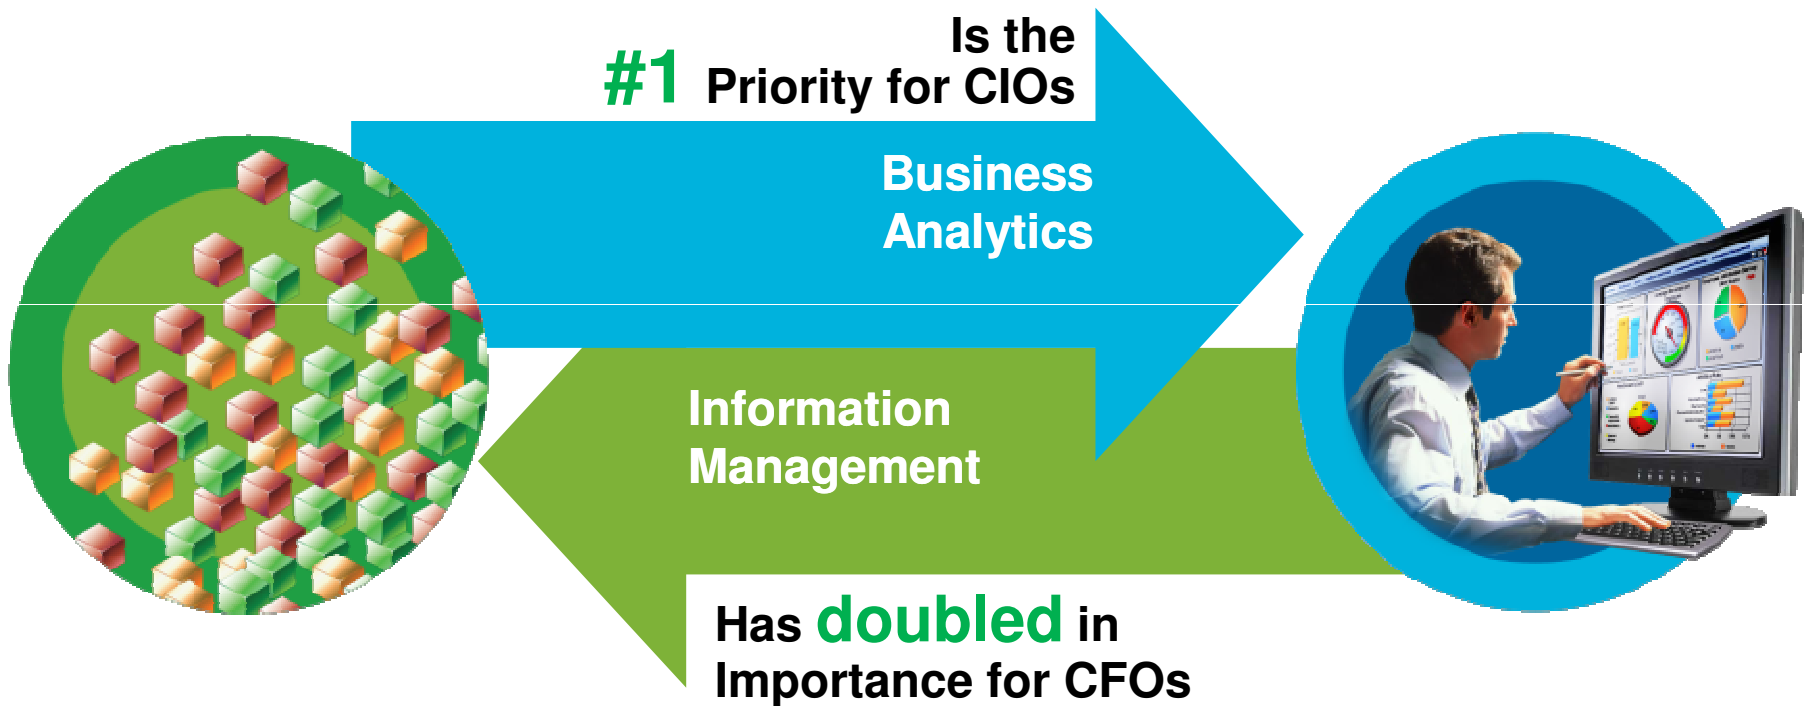 Is the
#1 Priority for CIOs
Business
Analytics
Information
Management
Has doubled in
Importance for CFOs